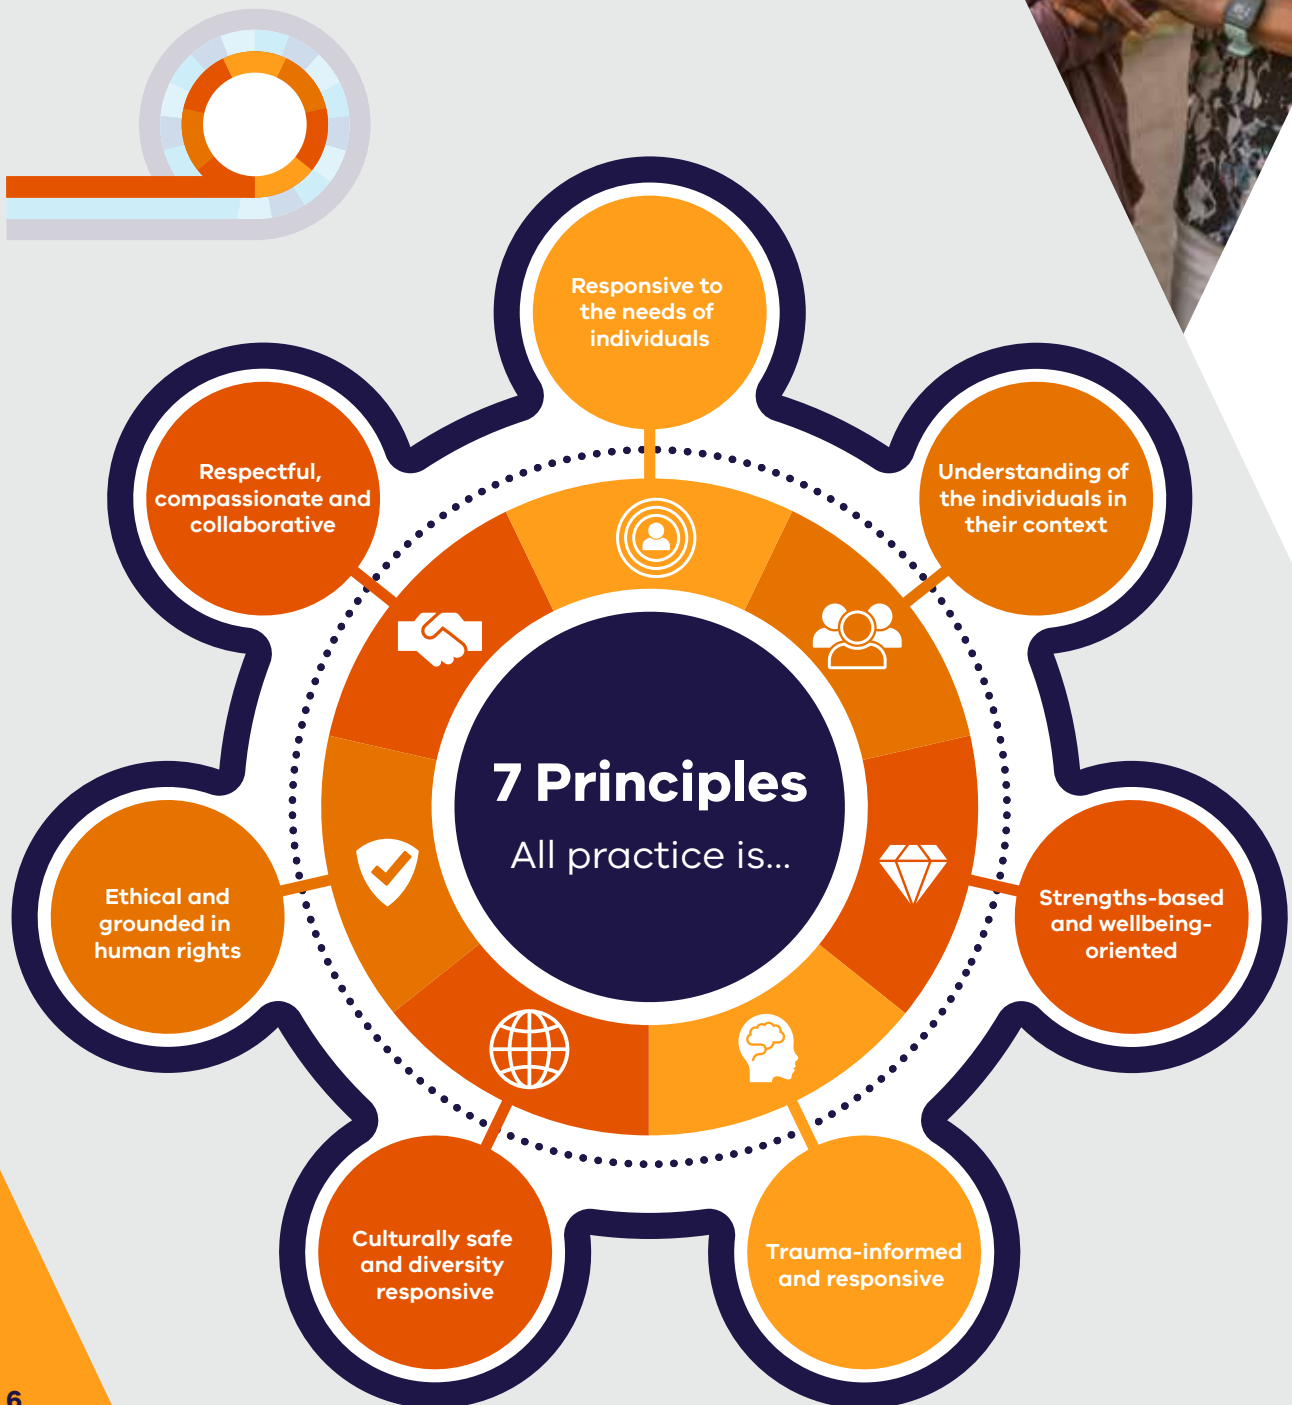 Responsive to
the needs of
individuals
Understanding of
the individuals in
their context
Strengths-based
and wellbeing-
oriented
Trauma-informed
and responsive
Culturally safe
and diversity
responsive
Ethical and
grounded in
human rights
Respectful,
compassionate and
collaborative
7 Principles
All practice is...
6